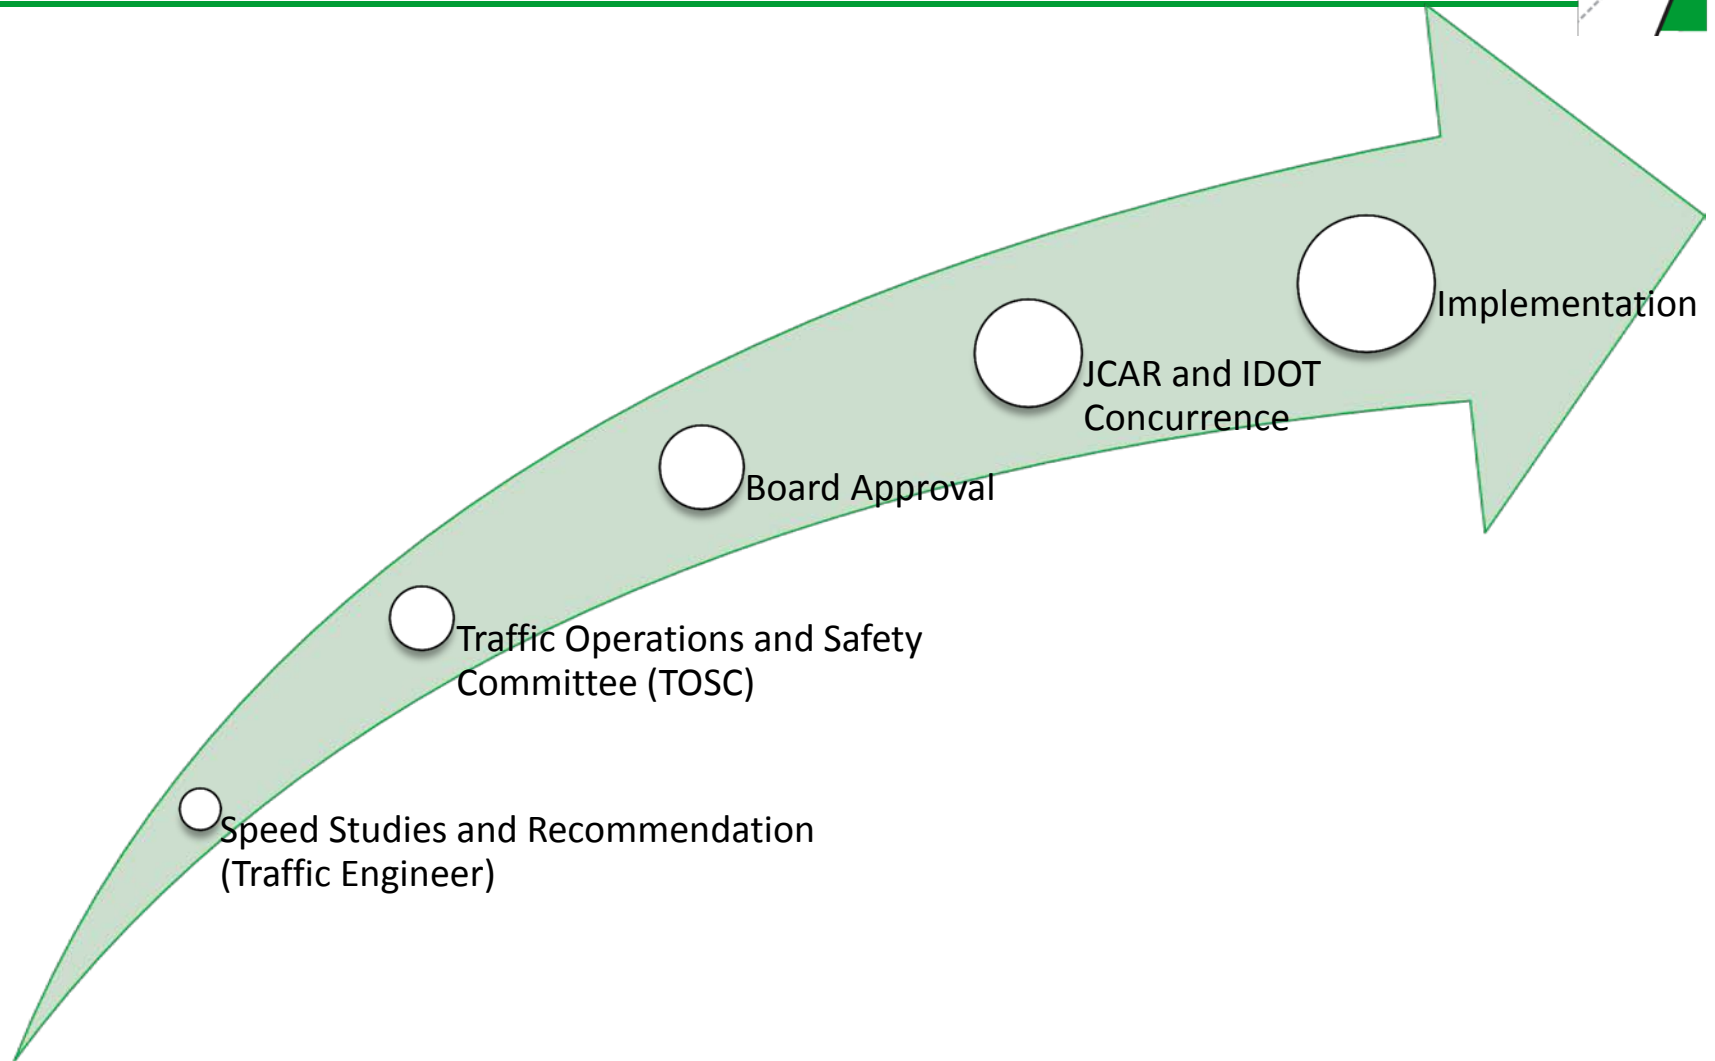 Implementation
JCAR and IDOT
Concurrence
Board Approval
Traffic Operations and Safety
Committee (TOSC)
Speed Studies and Recommendation
(Traffic Engineer)